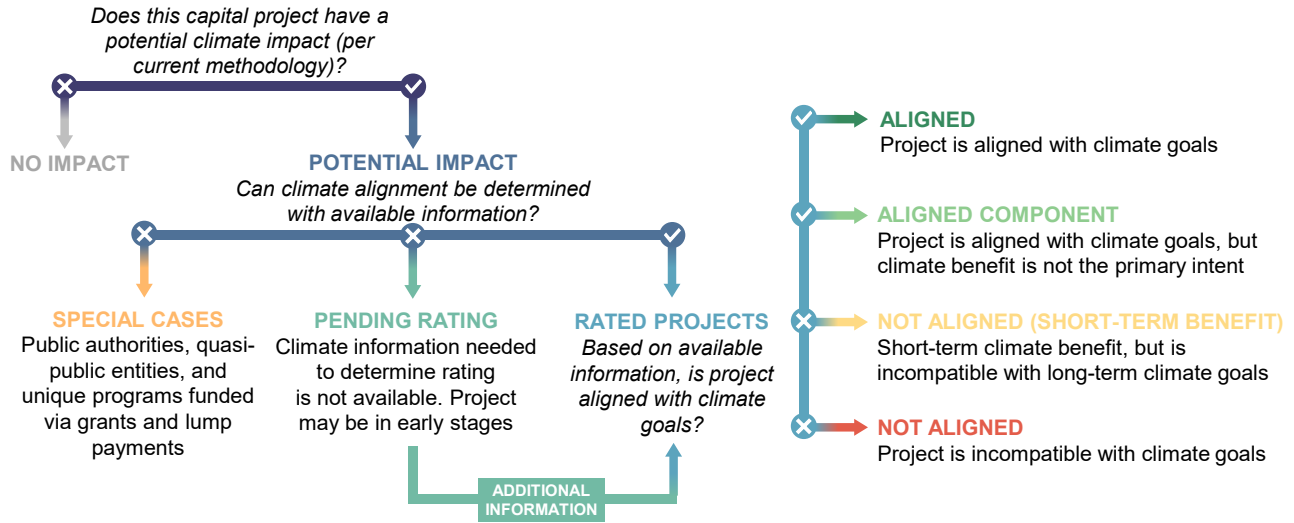 Does this capital project have a
potential climate impact (per
current methodology)?
NO IMPACT
POTENTIAL IMPACT
Can climate alignment be determined
with available information?
SPECIAL CASES
Public authorities, quasi-
public entities, and
unique programs funded
via grants and lump
payments
PENDING RATING
Climate information needed
to determine rating
is not available. Project
may be in early stages
RATED PROJECTS
Based on available
information, is project
aligned with climate
goals?
ADDITIONAL
INFORMATION
ALIGNED
Project is aligned with climate goals
ALIGNED COMPONENT
Project is aligned with climate goals, but
climate benefit is not the primary intent
NOT ALIGNED (SHORT-TERM BENEFIT)
Short-term climate benefit, but is
incompatible with long-term climate goals
NOT ALIGNED
Project is incompatible with climate goals